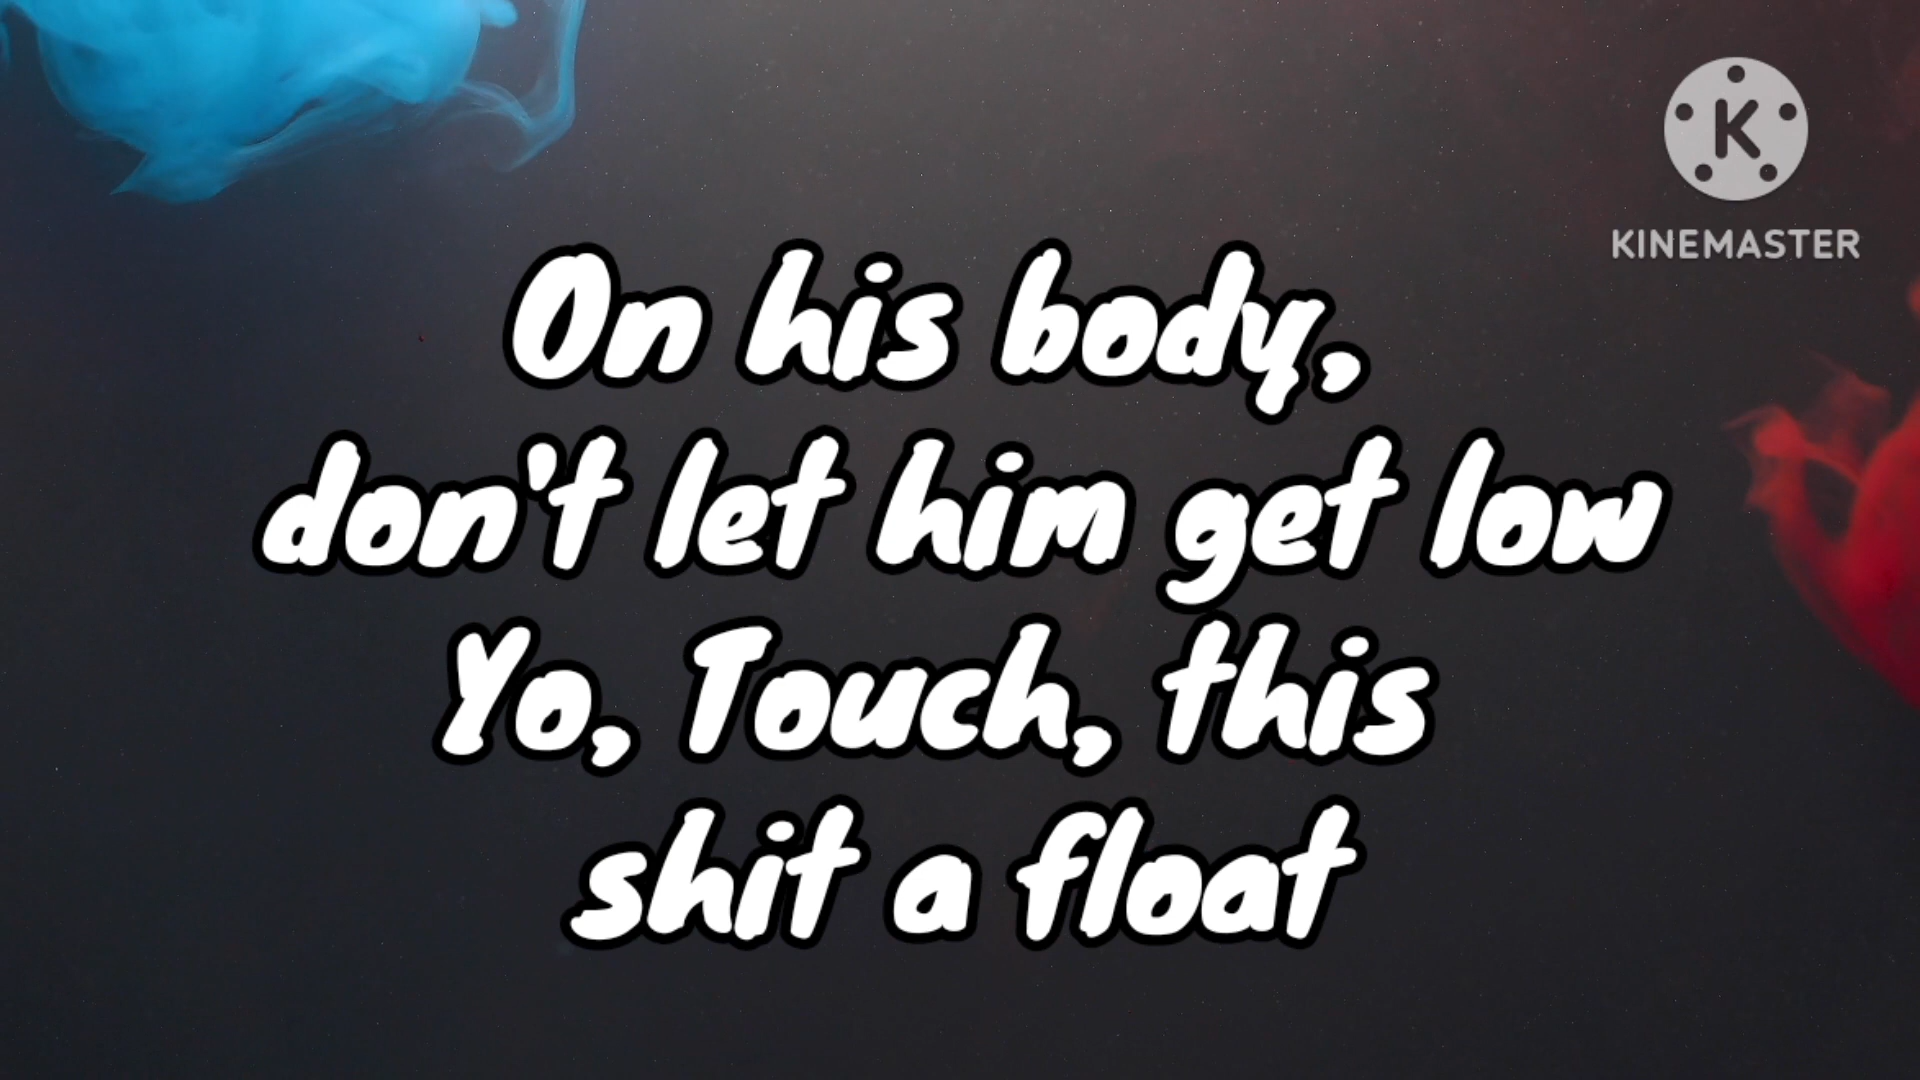 K
KINEMASTER
On his body,
don't let him get low
Yo, Touch, this
shit a float